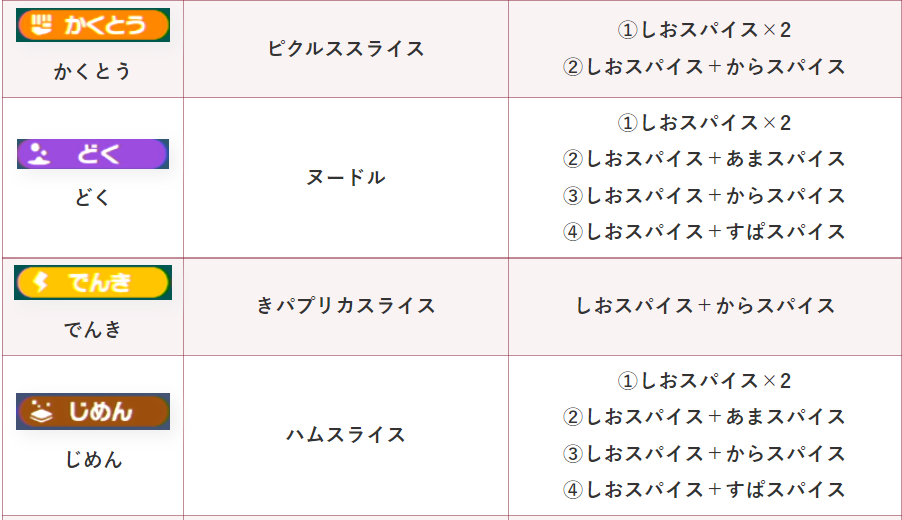 かくとう
かくとう
ピクルススライス
①しおスパイス×2
②しおスパイス＋からスパイス
どく
どく
ヌードル
①しおスパイス×2
②しおスパイス＋あまスパイス
③しおスパイス＋からスパイス
④しおスパイス＋すぱスパイス
でんき
でんき
きパプリカスライス
しおスパイス＋からスパイス
じめん
じめん
ハムスライス
①しおスパイス×2
②しおスパイス＋あまスパイス
③しおスパイス＋からスパイス
④しおスパイス＋すぱスパイス